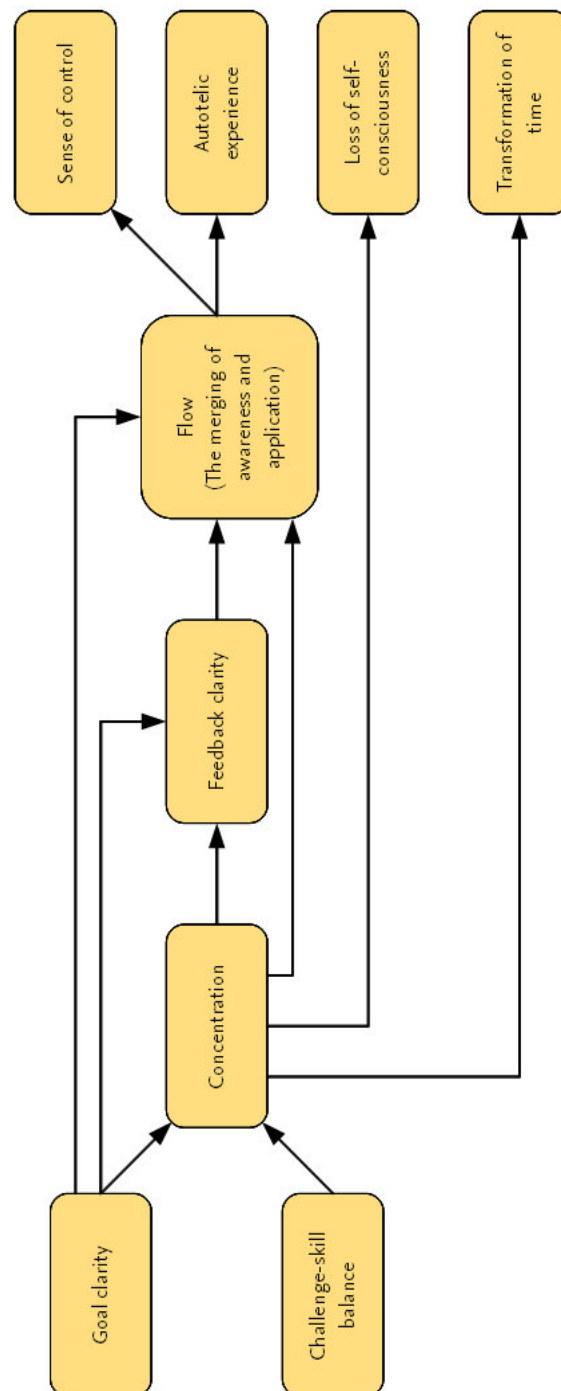 Goal clarity
Challenge-skill
balance
Concentration
Feedback clarity
Flow
(The merging of
awareness and
application)
Sense of control
Autotelic
experience
Loss of self-
consciousness
Transformation of
time